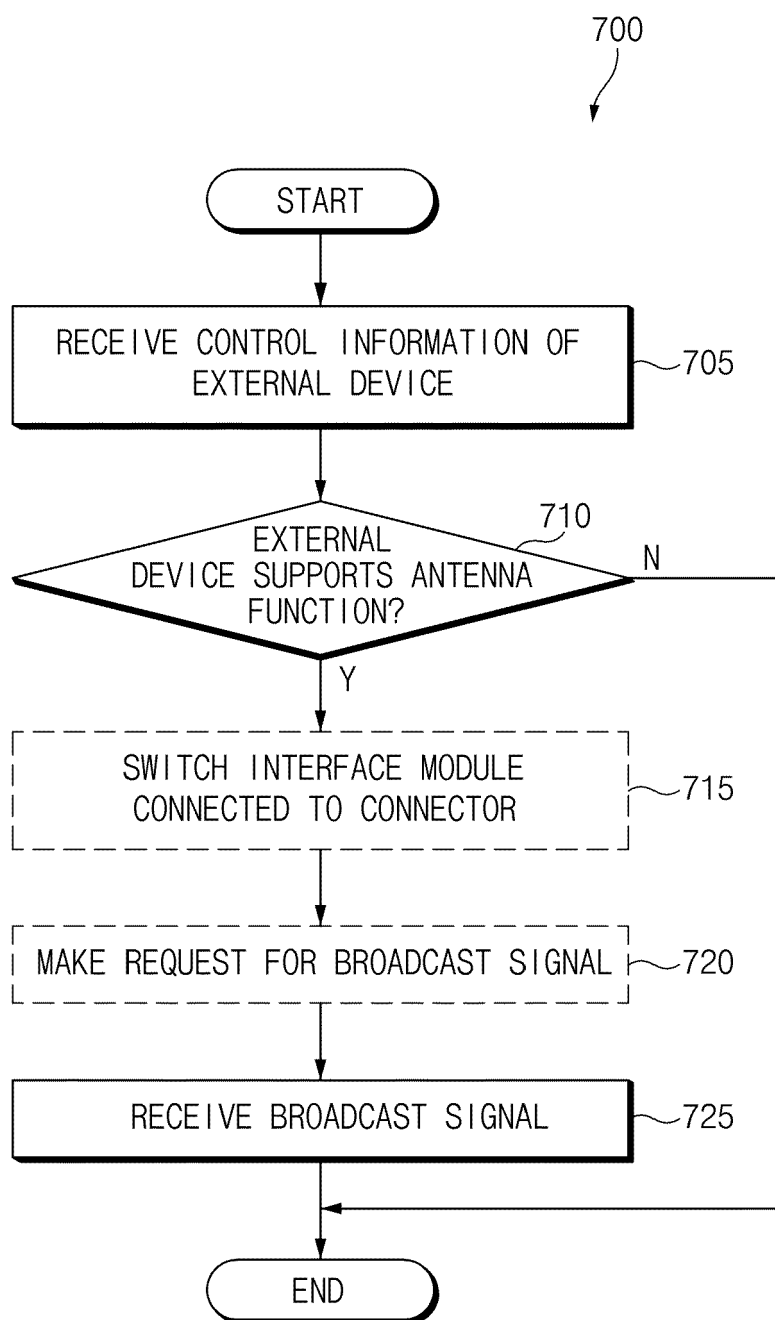 700
START
RECEIVE CONTROL INFORMATION OF
EXTERNAL DEVICE
705
710
EXTERNAL
DEVICE SUPPORTS ANTENNA
FUNCTION?
N
Y
SWITCH INTERFACE MODULE
CONNECTED TO CONNECTOR
715
MAKE REQUEST FOR BROADCAST SIGNAL
720
RECEIVE BROADCAST SIGNAL
725
END